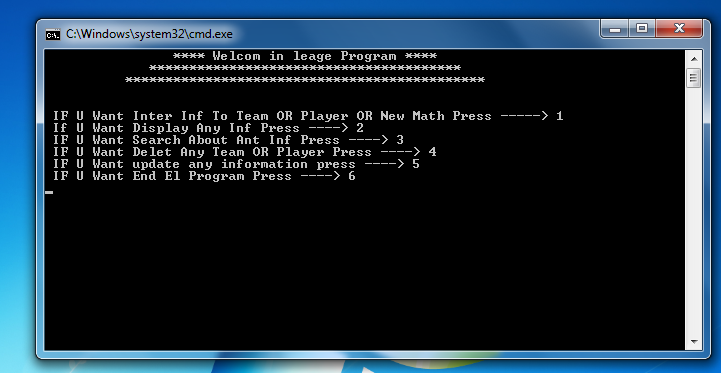 C:\Windows\system32\cmd.exe
**** Welcom in leage Program ****
***************************************
*********************************************
IF U Want Inter Inf To Team OR Player OR New Math Press -----> 1
If U Want Display Any Inf Press ----> 2
IF U Want Search About Ant Inf Press ----> 3
IF U Want Delet Any Team OR Player Press ----> 4
IF U Want update any information press ----> 5
IF U Want End El Program Press ----> 6